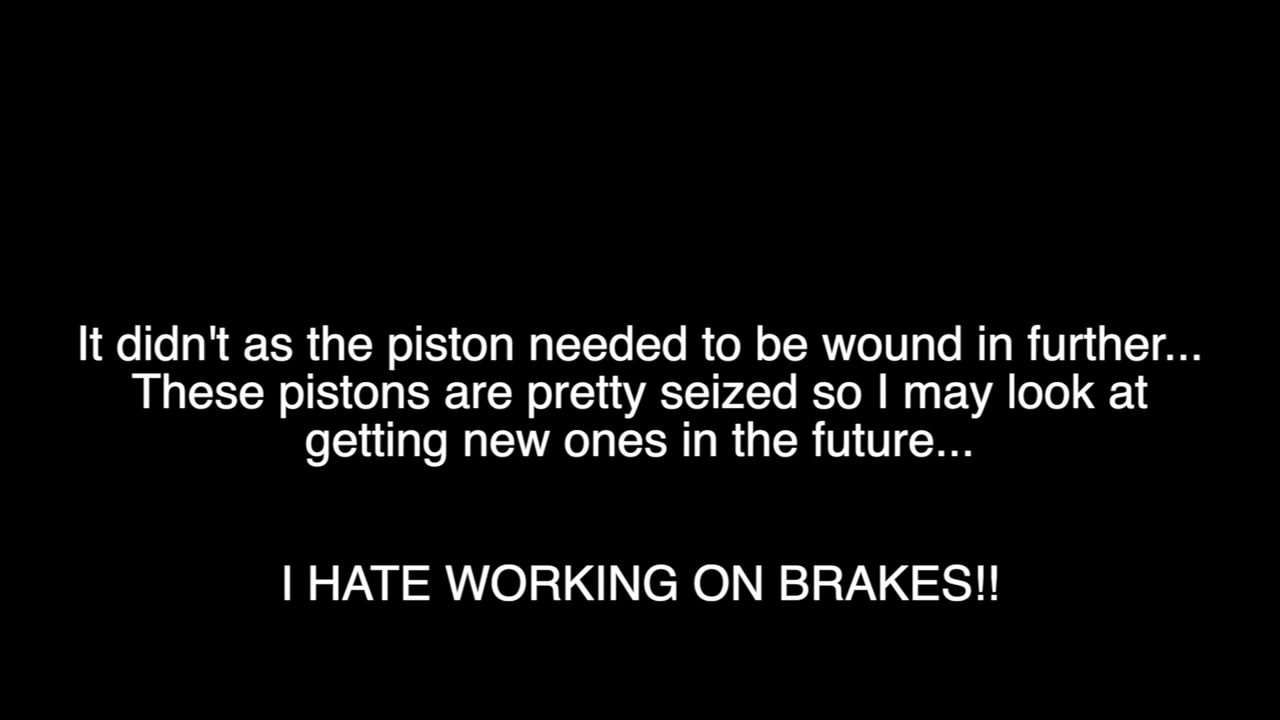 It didn't as the piston needed to be wound in further...
These pistons are pretty seized so I may look at
getting new ones in the future...
I HATE WORKING ON BRAKES!!